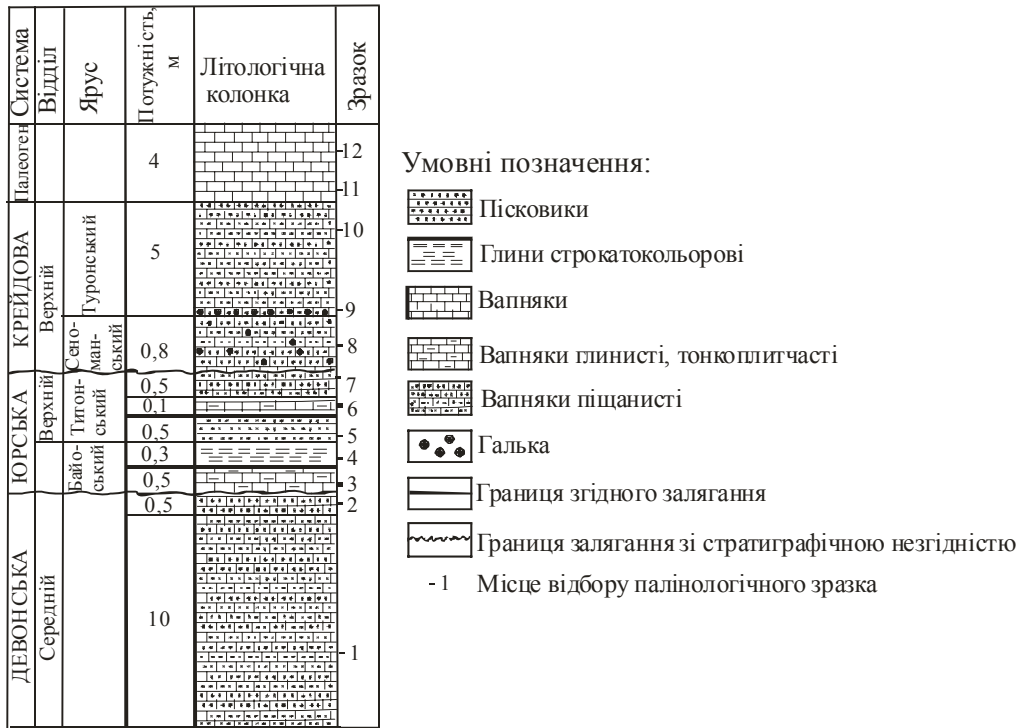 Система
Відділ
Ярус
Потужність,
м
Літологічна
колонка
Зразок
Палеоген
4
12
11
КРЕЙДОВА
Верхній
Туронський
5
10
9
Сено-
ман-
ський
0,8
8
ЮРСЬКА
Верхній
Титон-
ський
0,5
7
0,1
6
0,5
5
Байо-
ський
0,3
4
0,5
3
ДЕВОНСЬКА
Середній
0,5
2
10
1
Умовні позначення:
Пісковики
Глини строкатокольорові
Вапняки
Вапняки глинисті, тонкоплитчасті
Вапняки піщанисті
Галька
Границя згідного залягання
Границя залягання зі стратиграфічною незгідністю
- 1 Місце відбору палінологічного зразка